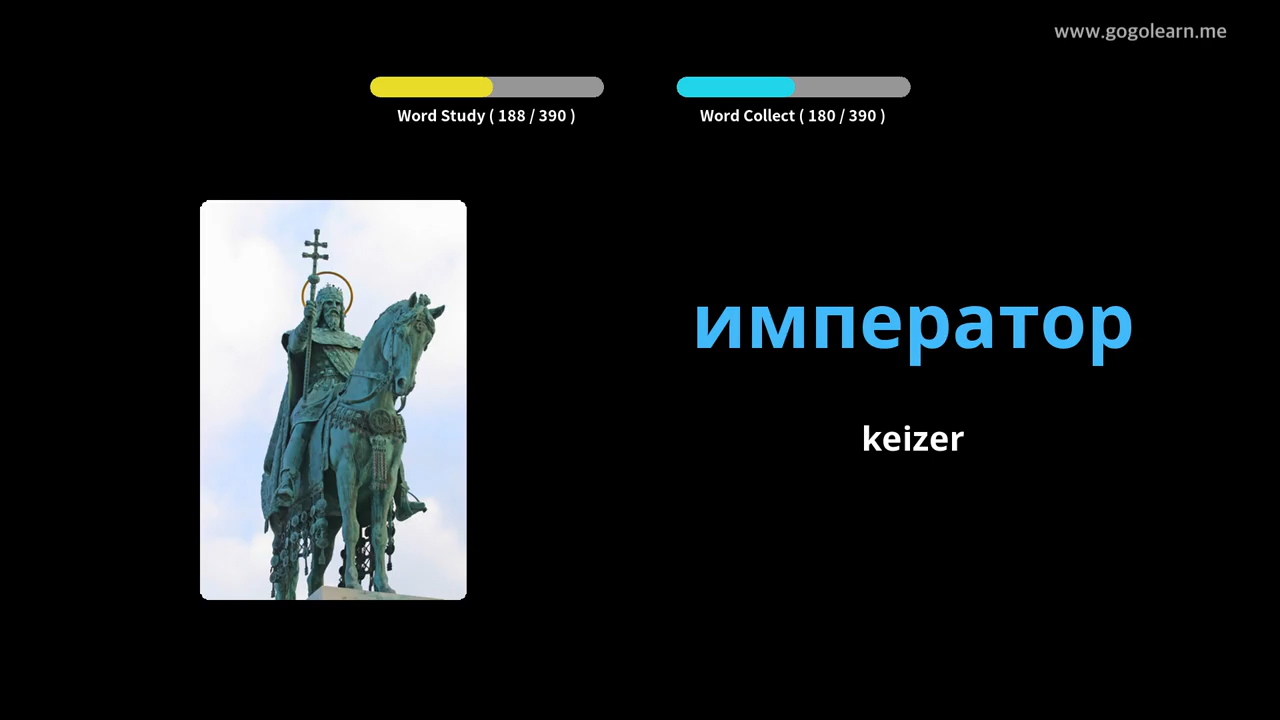 www.gogolearn.me
Word Study ( 188 / 390 )
Word Collect ( 180 / 390 )
император
keizer